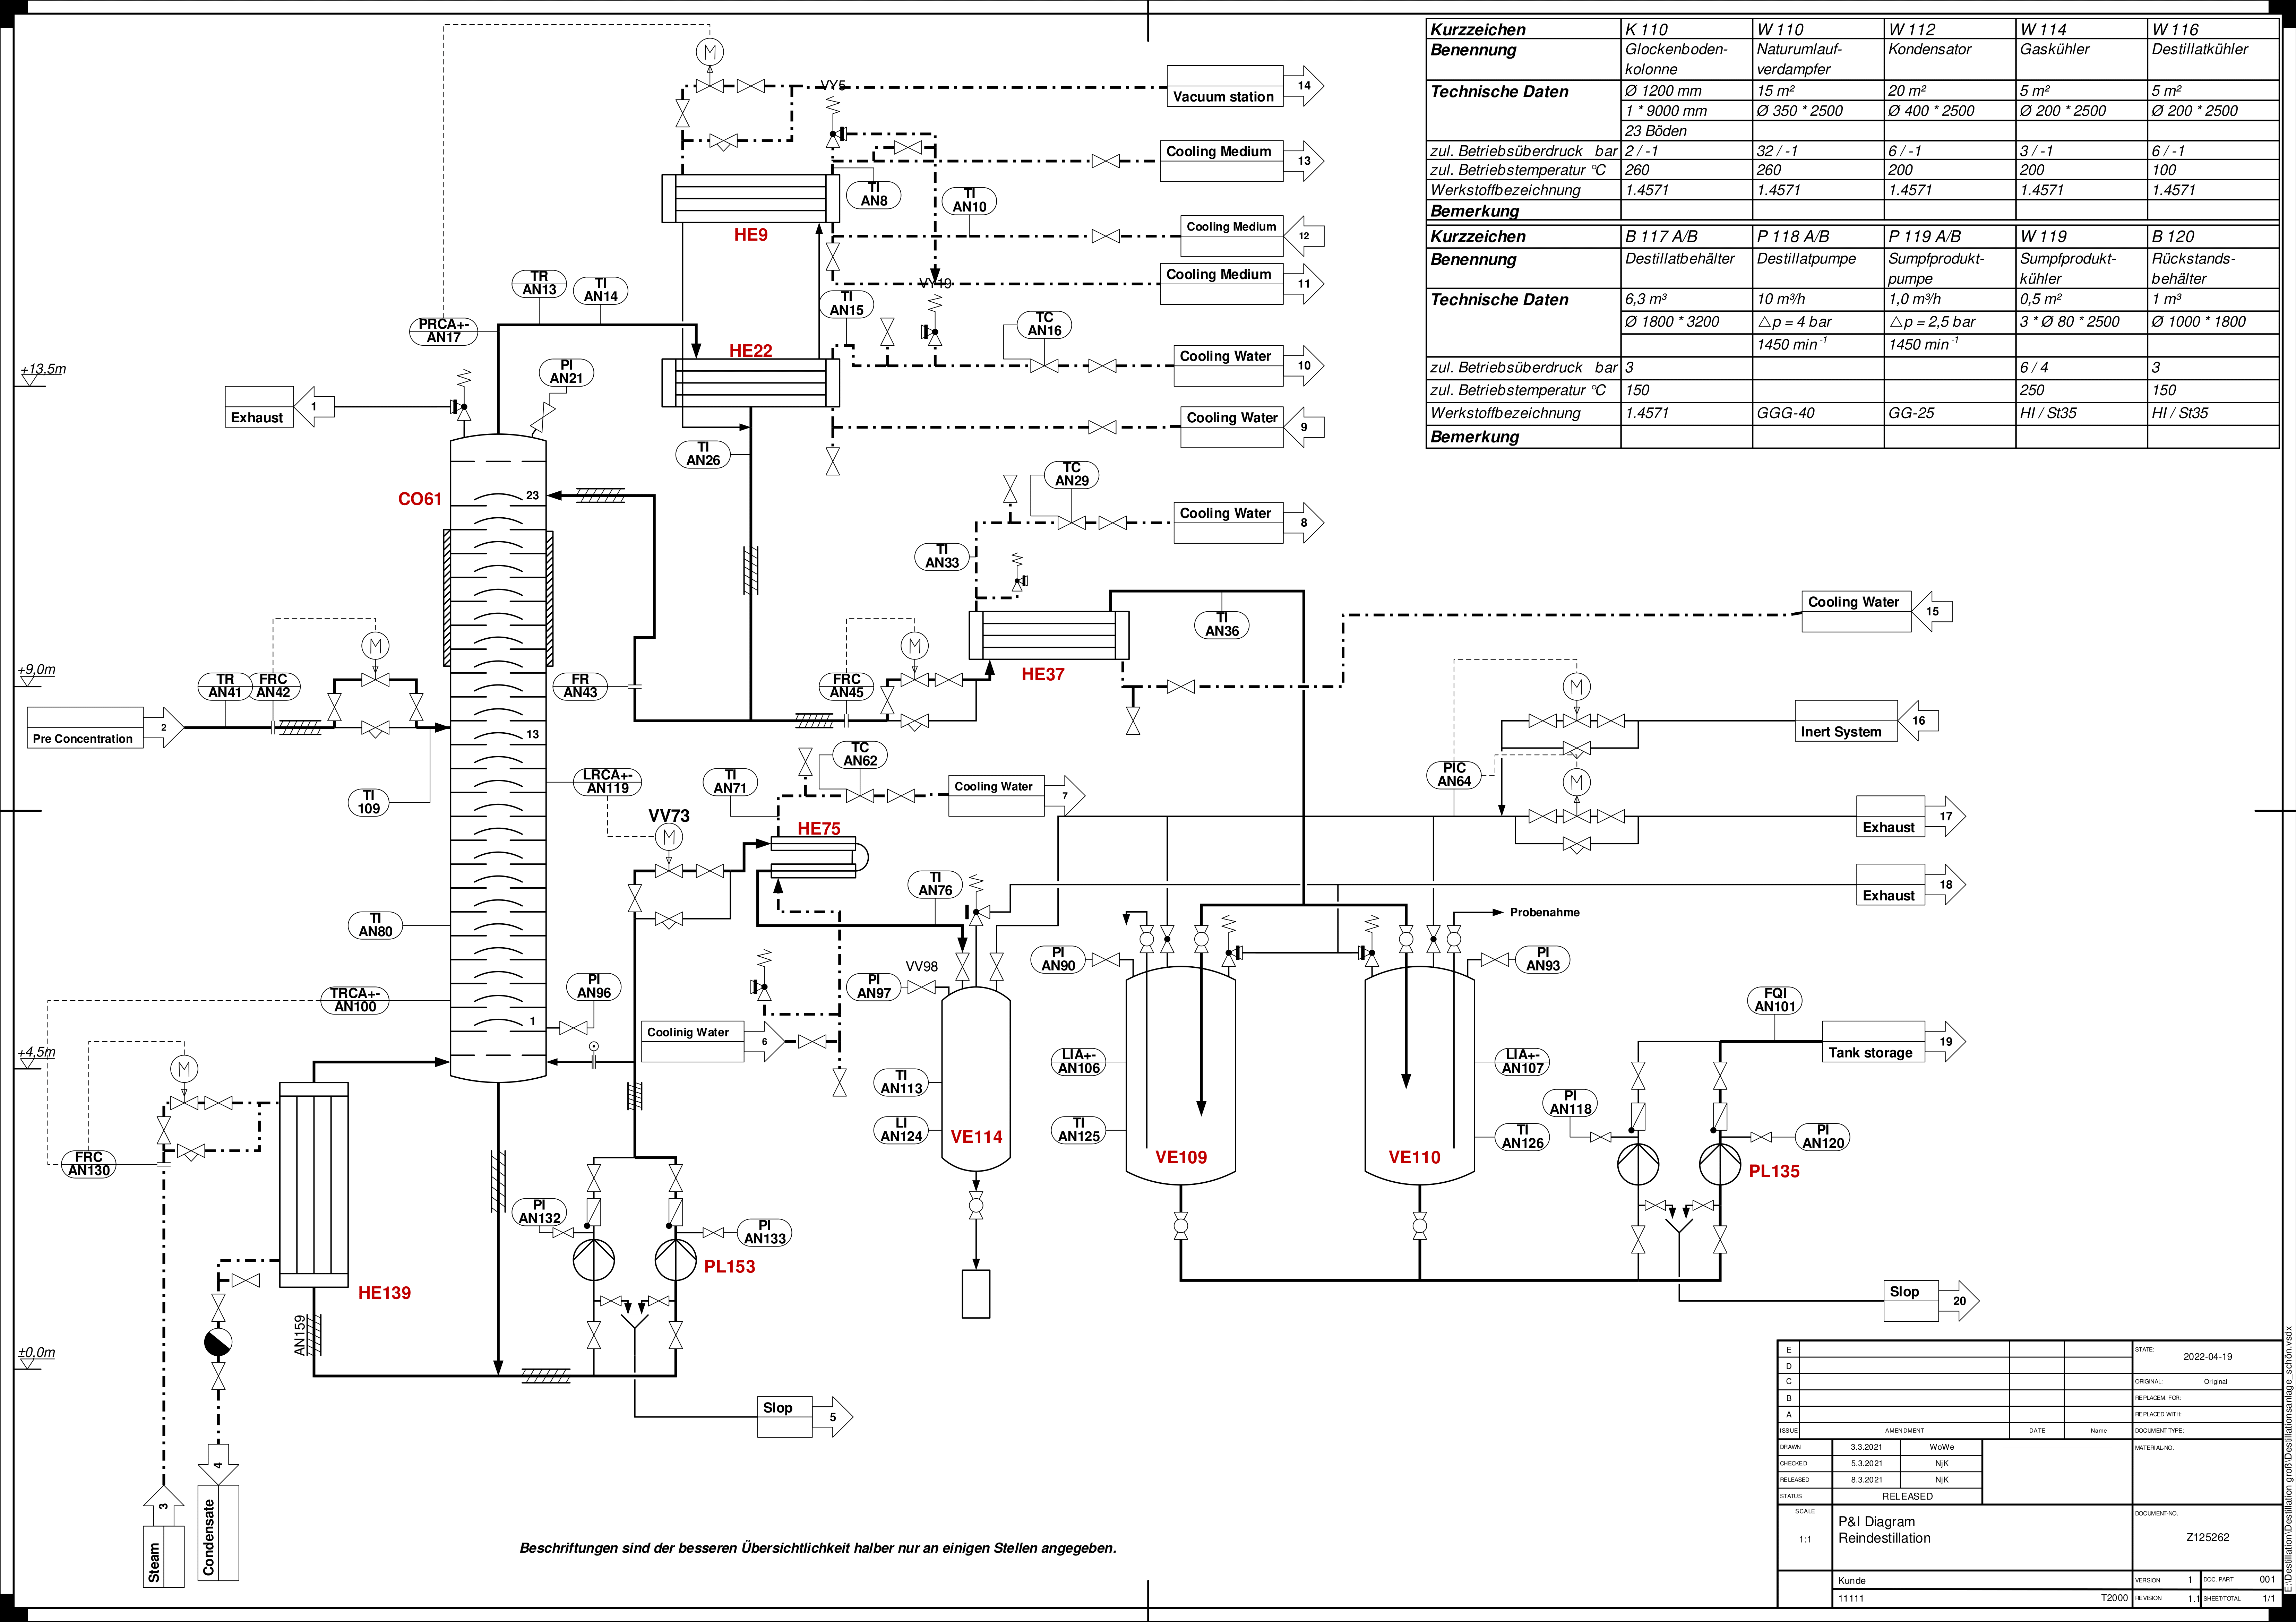 Kurzzeichen K 110 W 110 W 112 W 114 W 116
Benennung Glockenboden- Naturumlauf- Kondensator Gaskühler Destillatkühler
kolonne verdampfer
Technische Daten Ø 1200 mm 15 m² 20 m² 5 m² 5 m²
1 * 9000 mm Ø 350 * 2500 Ø 400 * 2500 Ø 200 * 2500 Ø 200 * 2500
23 Böden
zul. Betriebsüberdruck bar 2 / -1 32 / -1 6 / -1 3 / -1 6 / -1
zul. Betriebstemperatur °C 260 260 200 200 100
Werkstoffbezeichnung 1.4571 1.4571 1.4571 1.4571 1.4571
Bemerkung
Kurzzeichen B 117 A/B P 118 A/B P 119 A/B W 119 B 120
Benennung Destillatbehälter Destillatpumpe Sumpfprodukt- Sumpfprodukt- Rückstands-
pumpe kühler behälter
Technische Daten 6,3 m³ 10 m³/h 1,0 m³/h 0,5 m² 1 m³
Ø 1800 * 3200 △p = 4 bar △p = 2,5 bar 3 * Ø 80 * 2500 Ø 1000 * 1800
1450 min⁻¹ 1450 min⁻¹
zul. Betriebsüberdruck bar 3 6 / 4 3
zul. Betriebstemperatur °C 150 250 150
Werkstoffbezeichnung 1.4571 GGG-40 GG-25 HI / St35 HI / St35
Bemerkung
M
VY5
Vacuum station 14
Cooling Medium 13
TI
AN8
TI
AN10
HE9
Cooling Medium 12
Cooling Medium 11
VY19
TR
AN13
TI
AN14
TI
AN15
TC
AN16
PRCA+-
AN17
HE22
Cooling Water 10
+13,5m
PI
AN21
Exhaust 1
Cooling Water 9
TI
AN26
TC
AN29
CO61
23
Cooling Water 8
TI
AN33
TI
AN36
Cooling Water 15
HE37
+9,0m
M
TR
AN41
FRC
AN42
FR
AN43
FRC
AN45
M
M
Inert System 16
Pre Concentration 2
13
TC
AN62
PIC
AN64
M
LRCA+-
AN119
TI
AN71
Cooling Water 7
TI
109
VV73
M
HE75
Exhaust 17
TI
AN76
Exhaust 18
TI
AN80
Probenahme
PI
AN90
PI
AN93
VV98
PI
AN96
PI
AN97
TRCA+-
AN100
FQI
AN101
1
Coolinig Water 6
Tank storage 19
+4,5m
M
LIA+-
AN106
LIA+-
AN107
TI
AN113
PI
AN118
LI
AN124
VE114
TI
AN125
TI
AN126
PI
AN120
FRC
AN130
VE109
VE110
PL135
PI
AN132
PI
AN133
PL153
HE139
AN159
Slop 20
±0,0m
Slop 5
Steam 3
Condensate 4
Beschriftungen sind der besseren Übersichtlichkeit halber nur an einigen Stellen angegeben.
E
D
C
B
A
ISSUE AMENDMENT DATE Name
STATE: 2022-04-19
ORIGINAL: Original
REPLACEM. FOR:
REPLACED WITH:
DOCUMENT TYPE:
DRAWN 3.3.2021 WoWe
CHECKED 5.3.2021 NjK
RELEASED 8.3.2021 NjK
STATUS RELEASED
MATERIAL-NO.
SCALE
1:1
P&I Diagram
Reindestillation
DOCUMENT-NO.
Z125262
Kunde
11111 T2000
VERSION 1 DOC. PART 001
REVISION 1.1 SHEET/TOTAL 1/1
E:\Destillation\Destillation groß\Destillationsanlage_schön.vsdx